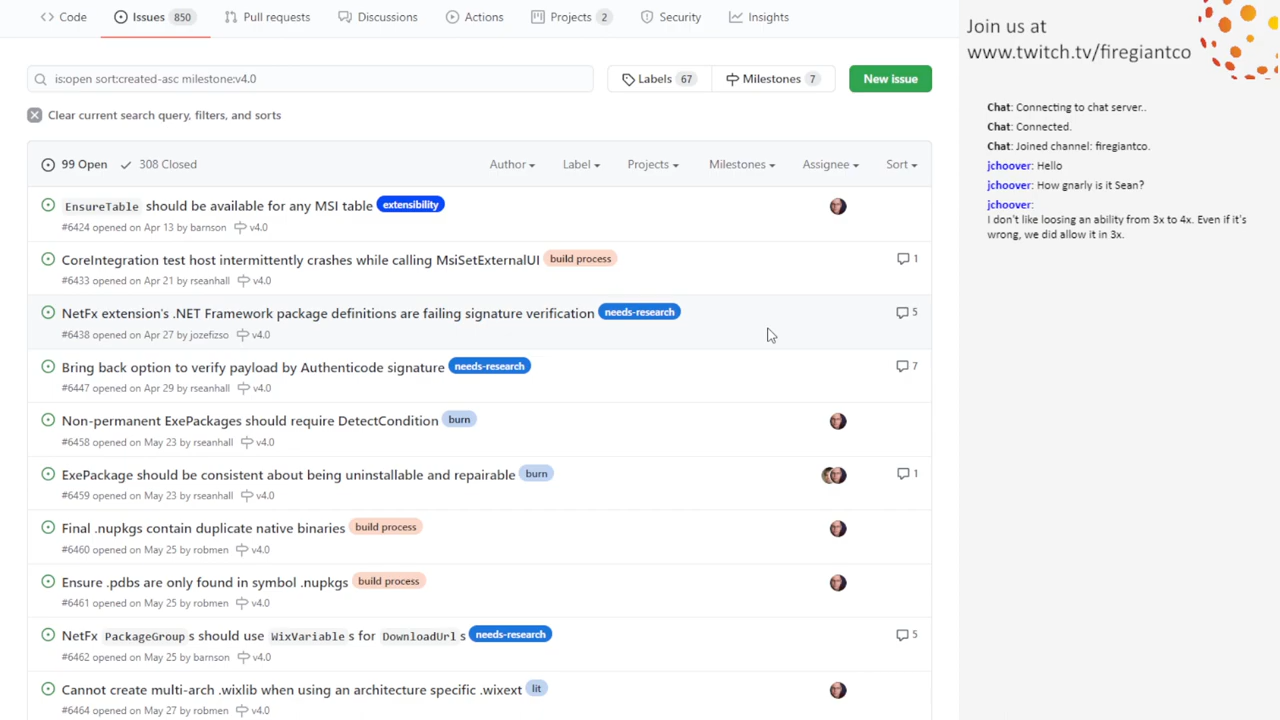 Code
Issues 850
Pull requests
Discussions
Actions
Projects 2
Security
Insights
is:open sort:created-asc milestone:v4.0
Labels 67
Milestones 7
New issue
Clear current search query, filters, and sorts
99 Open
308 Closed
Author
Label
Projects
Milestones
Assignee
Sort
EnsureTable should be available for any MSI table extensibility
#6424 opened on Apr 13 by barnson v4.0
CoreIntegration test host intermittently crashes while calling MsiSetExternalUI build process 1
#6433 opened on Apr 21 by rseanhall v4.0
NetFx extension's .NET Framework package definitions are failing signature verification needs-research 5
#6438 opened on Apr 27 by jozefizso v4.0
Bring back option to verify payload by Authenticode signature needs-research 7
#6447 opened on Apr 29 by rseanhall v4.0
Non-permanent ExePackages should require DetectCondition burn
#6458 opened on May 23 by rseanhall v4.0
ExePackage should be consistent about being uninstallable and repairable burn 1
#6459 opened on May 23 by rseanhall v4.0
Final .nupkgs contain duplicate native binaries build process
#6460 opened on May 25 by robmen v4.0
Ensure .pdbs are only found in symbol .nupkgs build process
#6461 opened on May 25 by robmen v4.0
NetFx PackageGroup s should use WixVariable s for DownloadUrl s needs-research 5
#6462 opened on May 25 by barnson v4.0
Cannot create multi-arch .wixlib when using an architecture specific .wixext lit
#6464 opened on May 27 by robmen v4.0
Join us at
www.twitch.tv/firegiantco
Chat: Connecting to chat server..
Chat: Connected.
Chat: Joined channel: firegiantco.
jchoover: Hello
jchoover: How gnarly is it Sean?
jchoover:
I don't like loosing an ability from 3x to 4x. Even if it's
wrong, we did allow it in 3x.